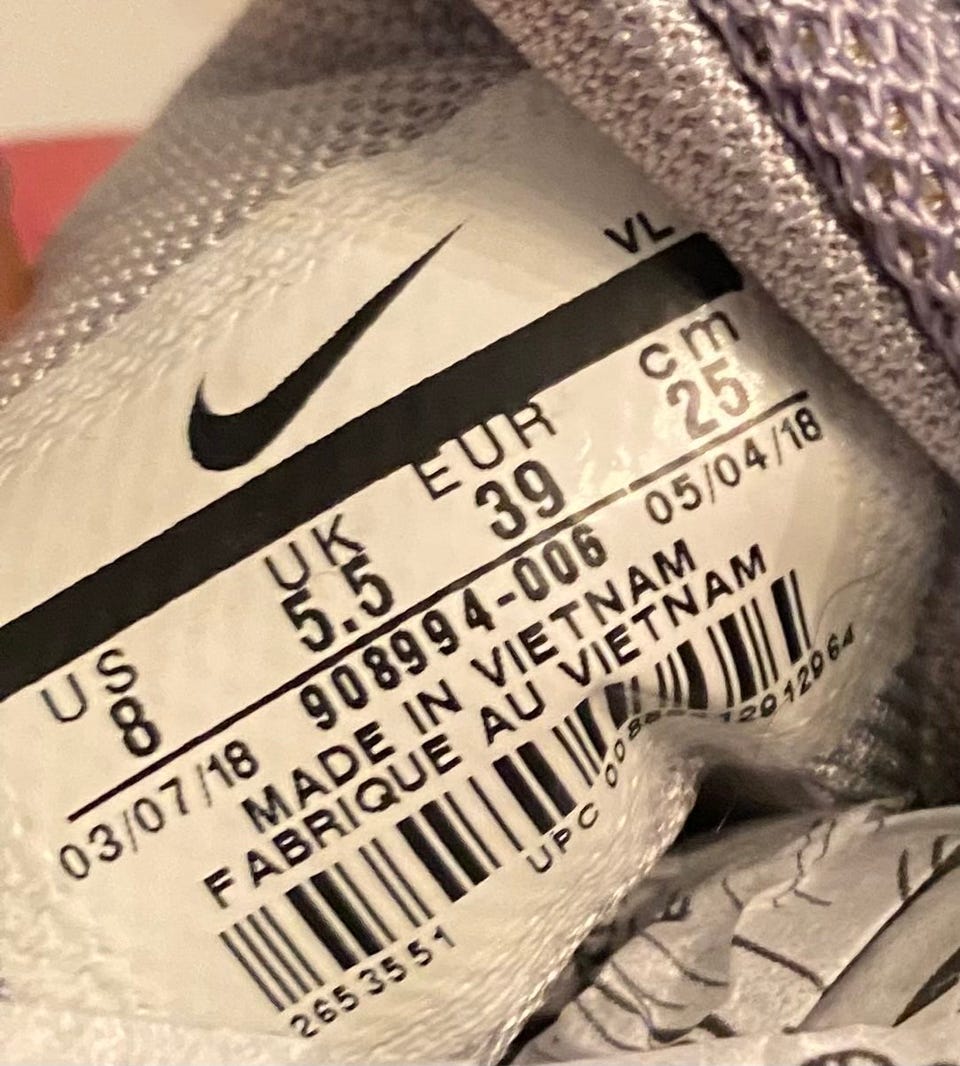 VL
US UK EUR cm
8 5.5 39 25
03/07/18 908994-006 05/04/18
MADE IN VIETNAM
FABRIQUE AU VIETNAM
UPC
2653551